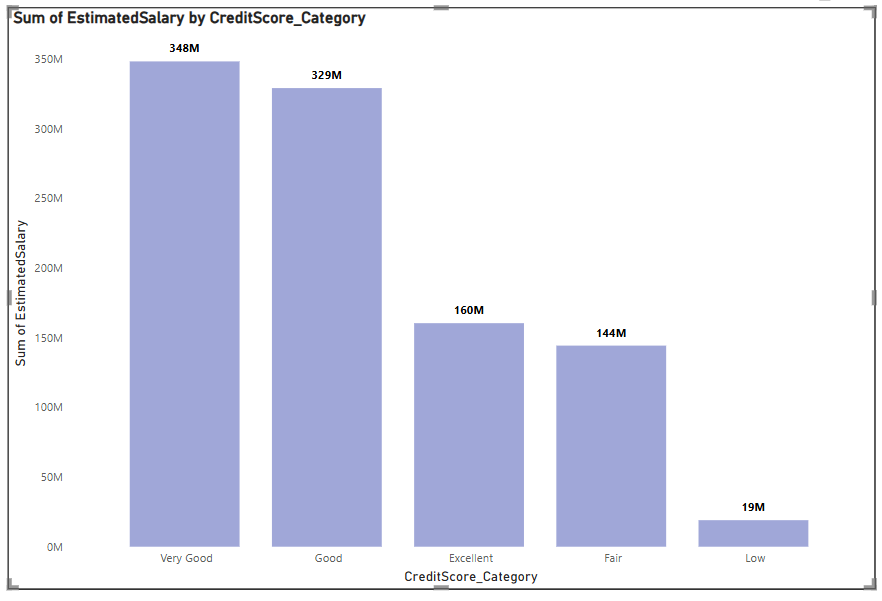 Sum of EstimatedSalary by CreditScore_Category
348M
350M
329M
300M
250M
200M
160M
150M
144M
100M
50M
19M
0M
Sum of EstimatedSalary
Very Good Good Excellent Fair Low
CreditScore_Category